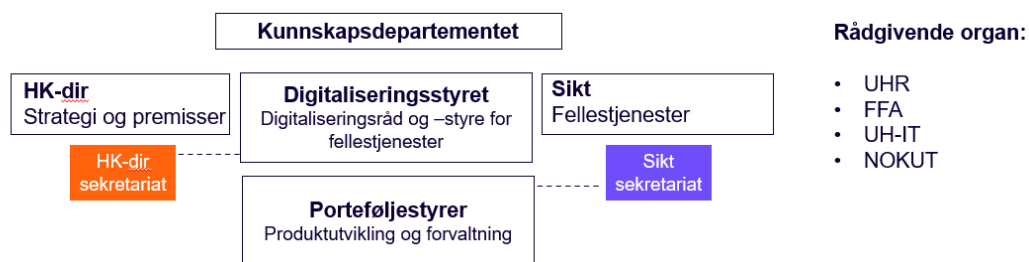 Kunnskapsdepartementet
HK-dir
Strategi og premisser
Digitaliseringsstyret
Digitaliseringsråd og –styre for
fellestjenester
Sikt
Fellestjenester
HK-dir
sekretariat
Sikt
sekretariat
Porteføljestyrer
Produktutvikling og forvaltning
Rådgivende organ:
• UHR
• FFA
• UH-IT
• NOKUT